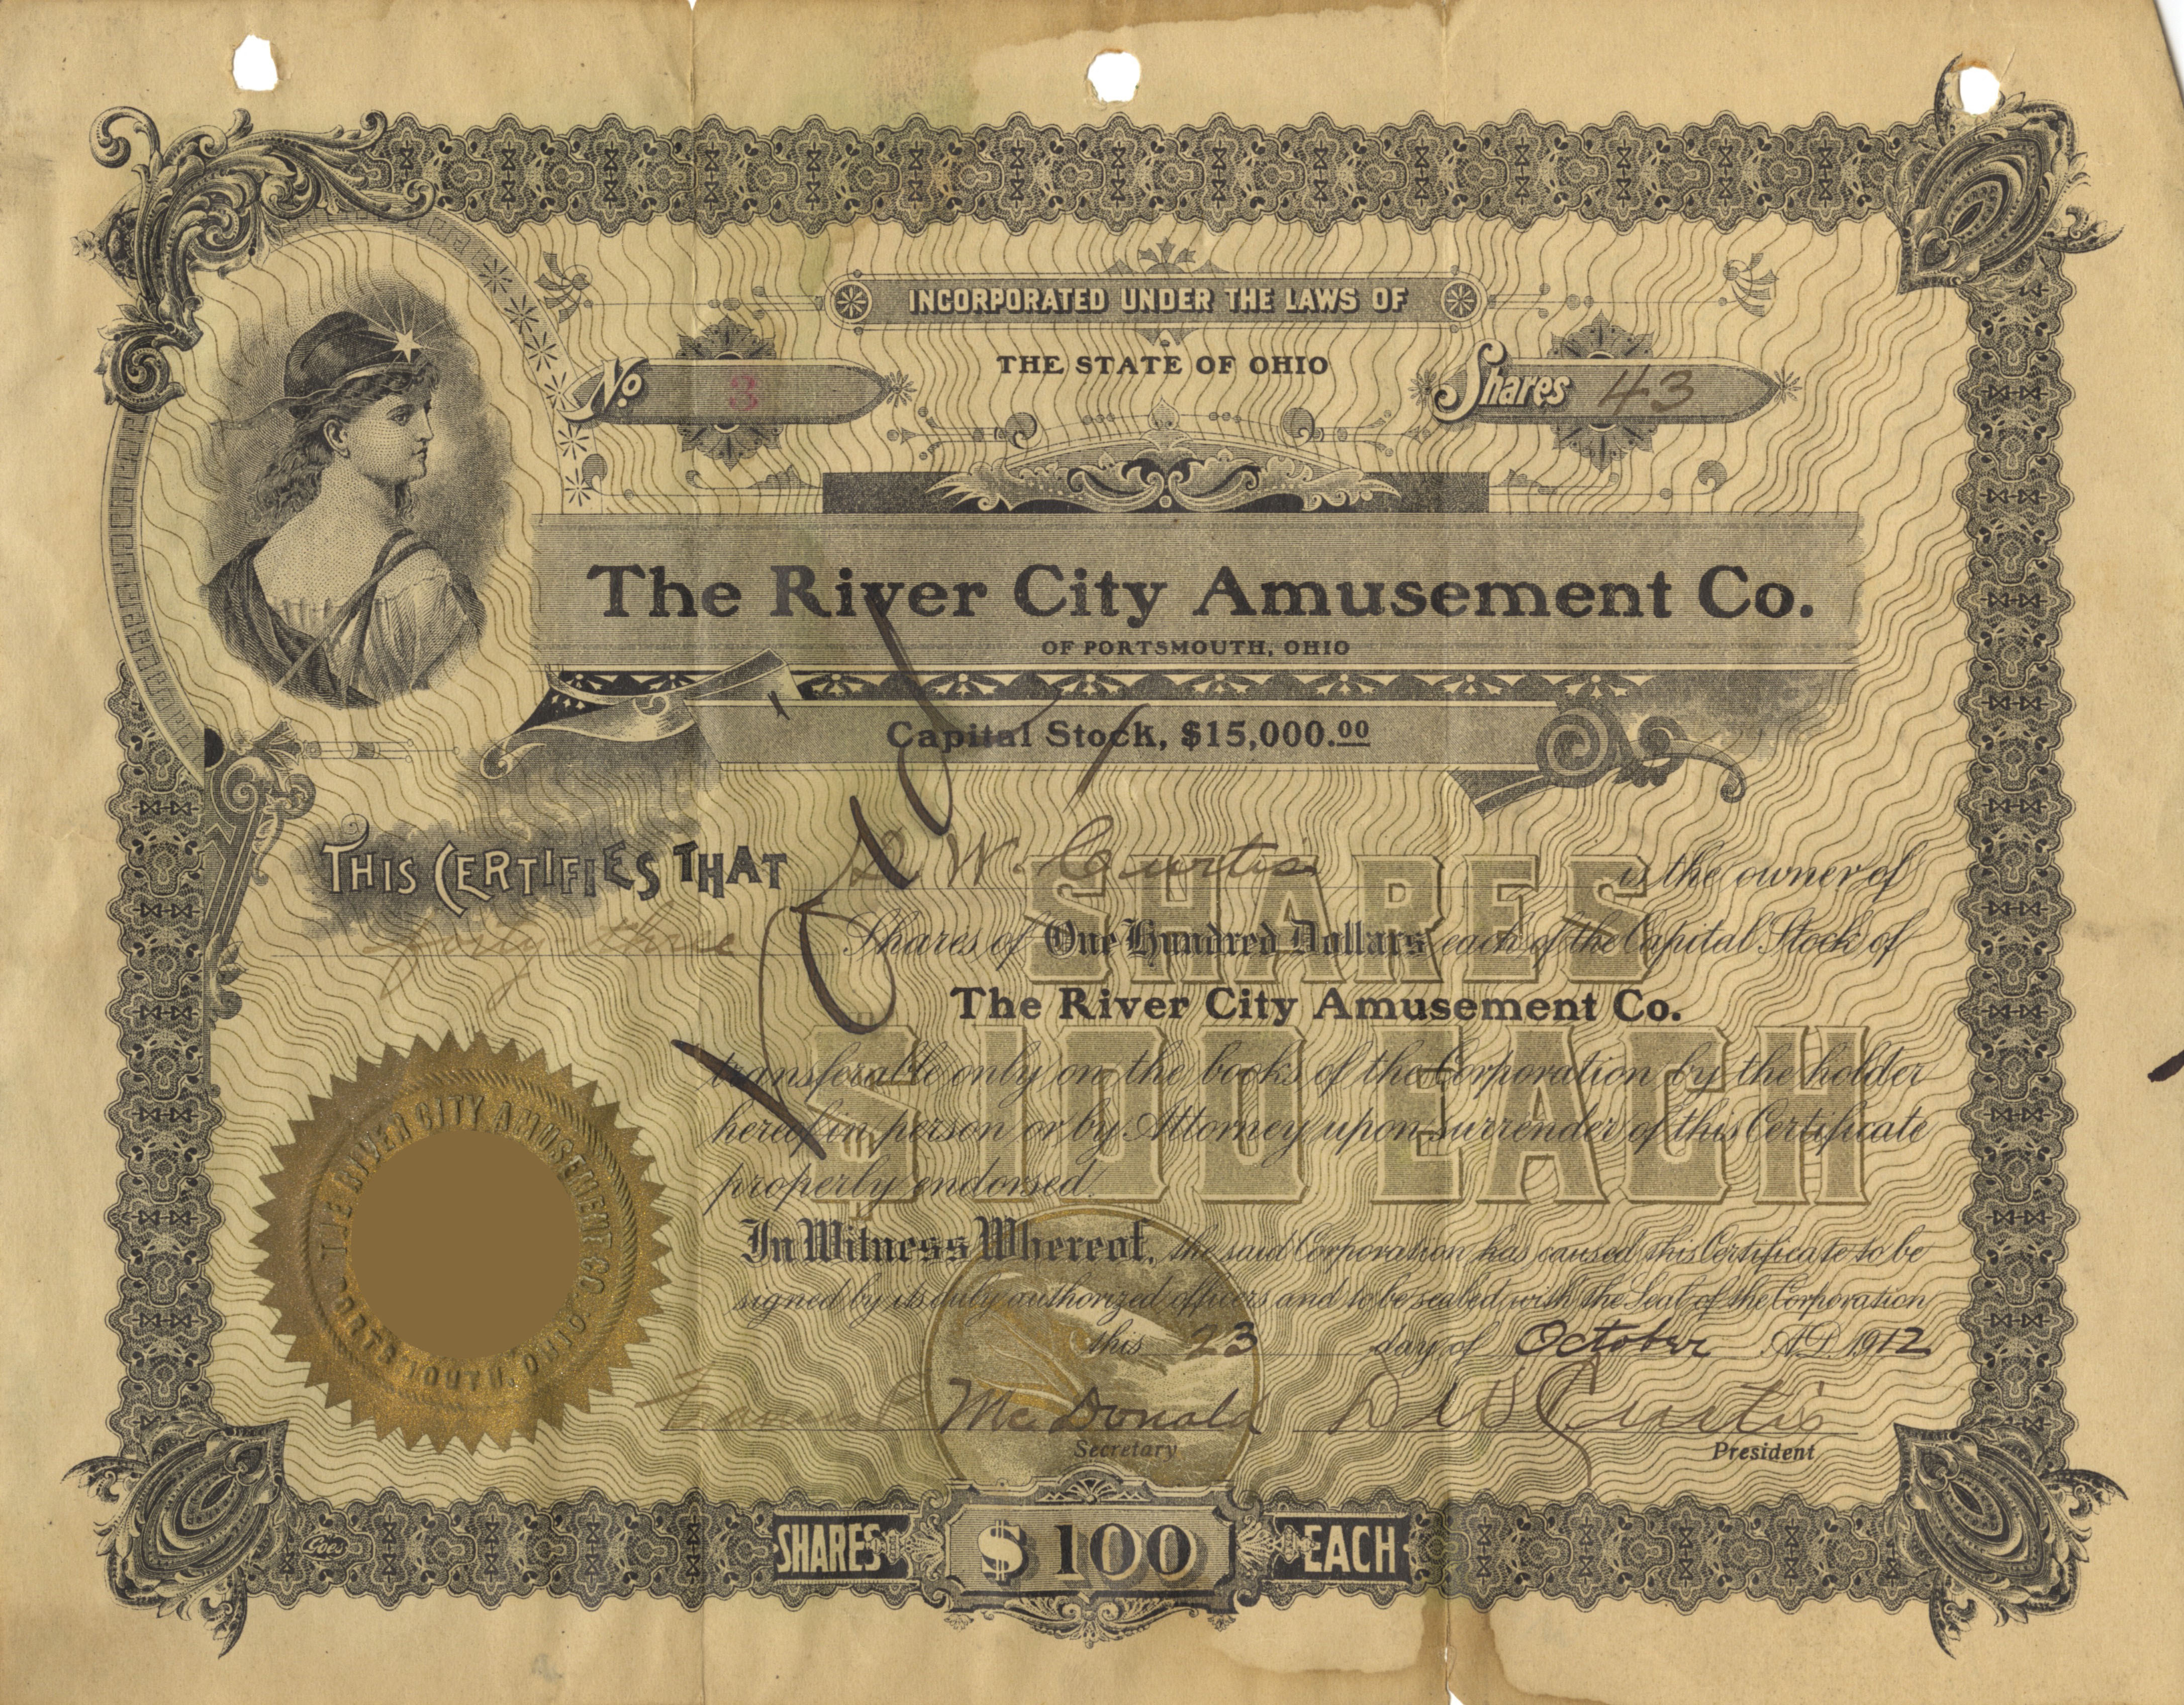 INCORPORATED UNDER THE LAWS OF
THE STATE OF OHIO
No. 3
Shares 43
The River City Amusement Co.
OF PORTSMOUTH, OHIO
Capital Stock, $15,000.00
THIS CERTIFIES THAT D W. Curtis is the owner of
forty-three Shares of One Hundred Dollars each of the Capital Stock of
The River City Amusement Co.
transferable only on the books of the Corporation by the holder
hereof in person or by Attorney upon surrender of this Certificate
properly endorsed.
SHARES
$100 EACH
In Witness Whereof, the said Corporation has caused this Certificate to be
signed by its duly authorized officers and to be sealed with the Seal of the Corporation
this 23 day of October A.D. 1912
McDonald
Secretary
D W Curtis
President
THE RIVER CITY AMUSEMENT CO.
PORTSMOUTH, OHIO
Goes
SHARES $100 EACH